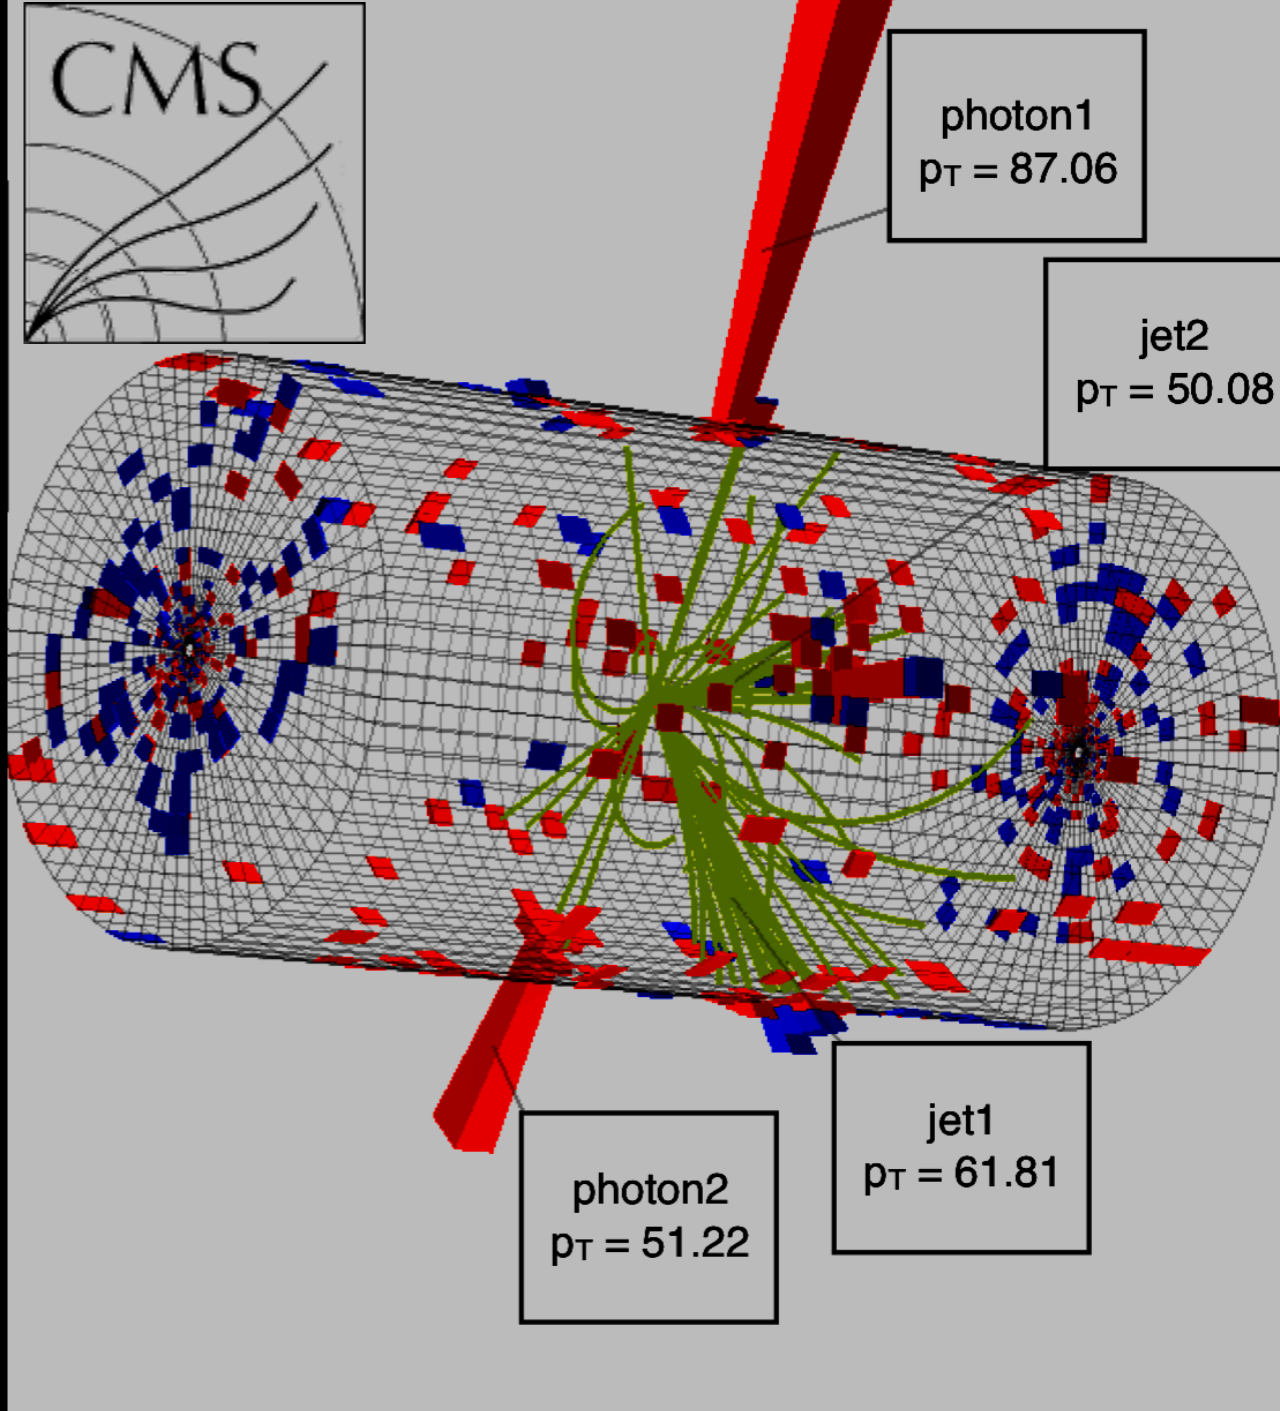 CMS
photon1
pT = 87.06
jet2
pT = 50.08
jet1
pT = 61.81
photon2
pT = 51.22